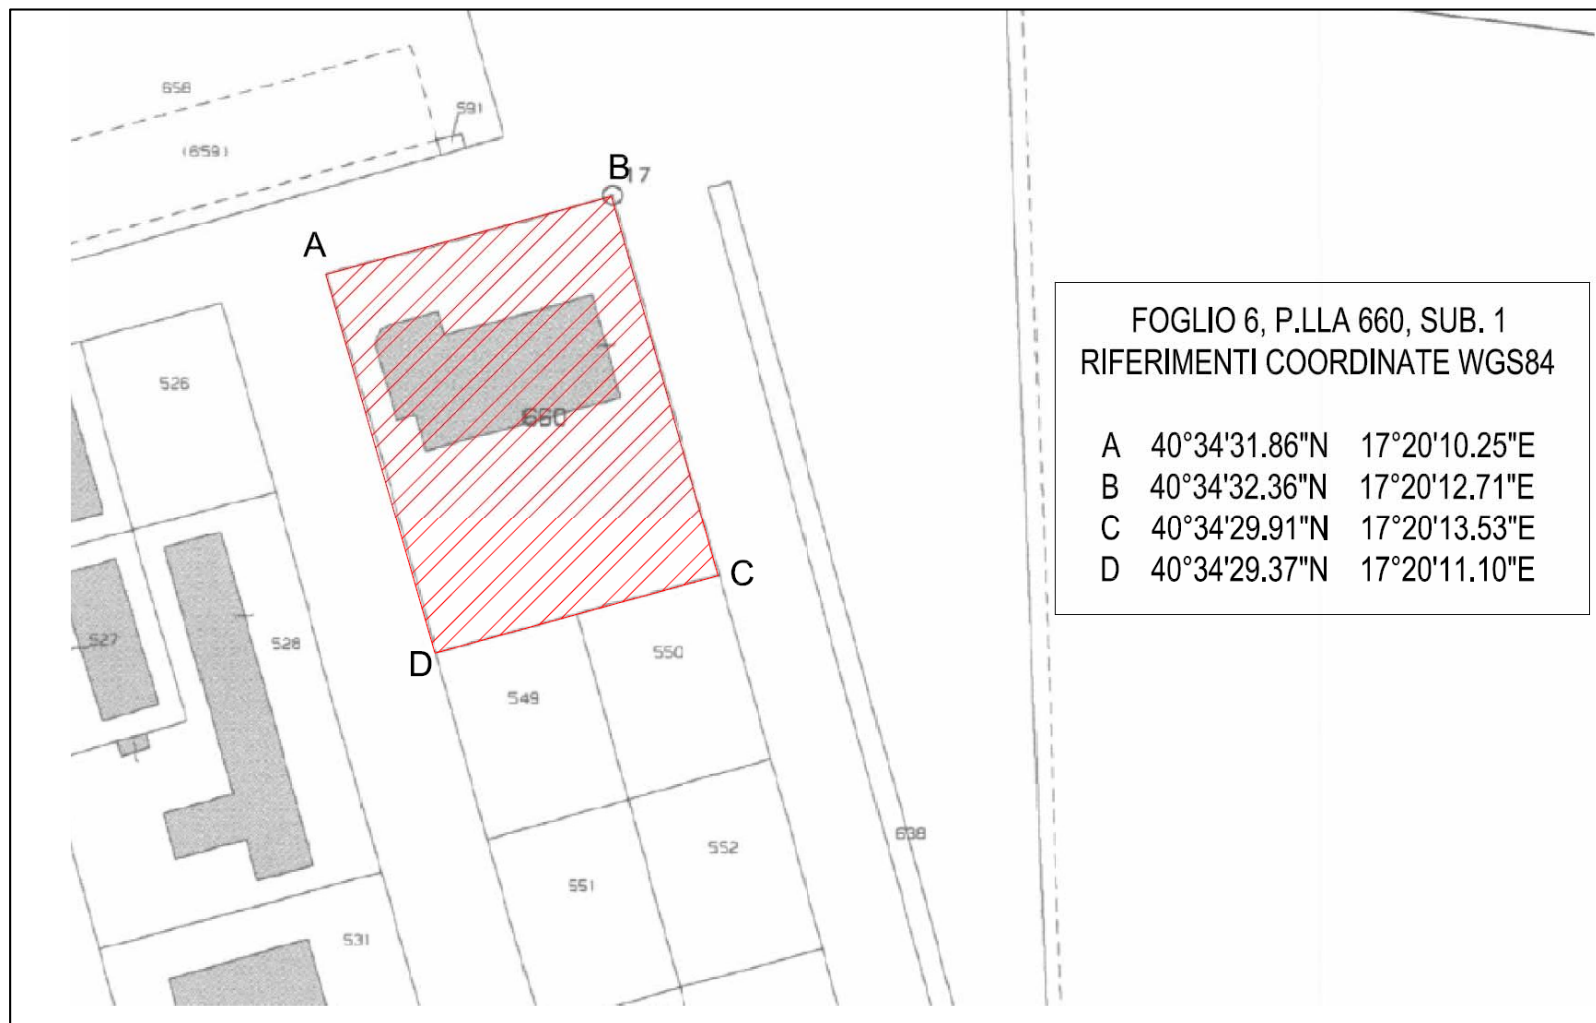 658
591
(659)
B 17
A
FOGLIO 6, P.LLA 660, SUB. 1
RIFERIMENTI COORDINATE WGS84
526
660
A 40°34'31.86"N 17°20'10.25"E
B 40°34'32.36"N 17°20'12.71"E
C 40°34'29.91"N 17°20'13.53"E
D 40°34'29.37"N 17°20'11.10"E
C
527
528
550
D
549
638
552
551
531